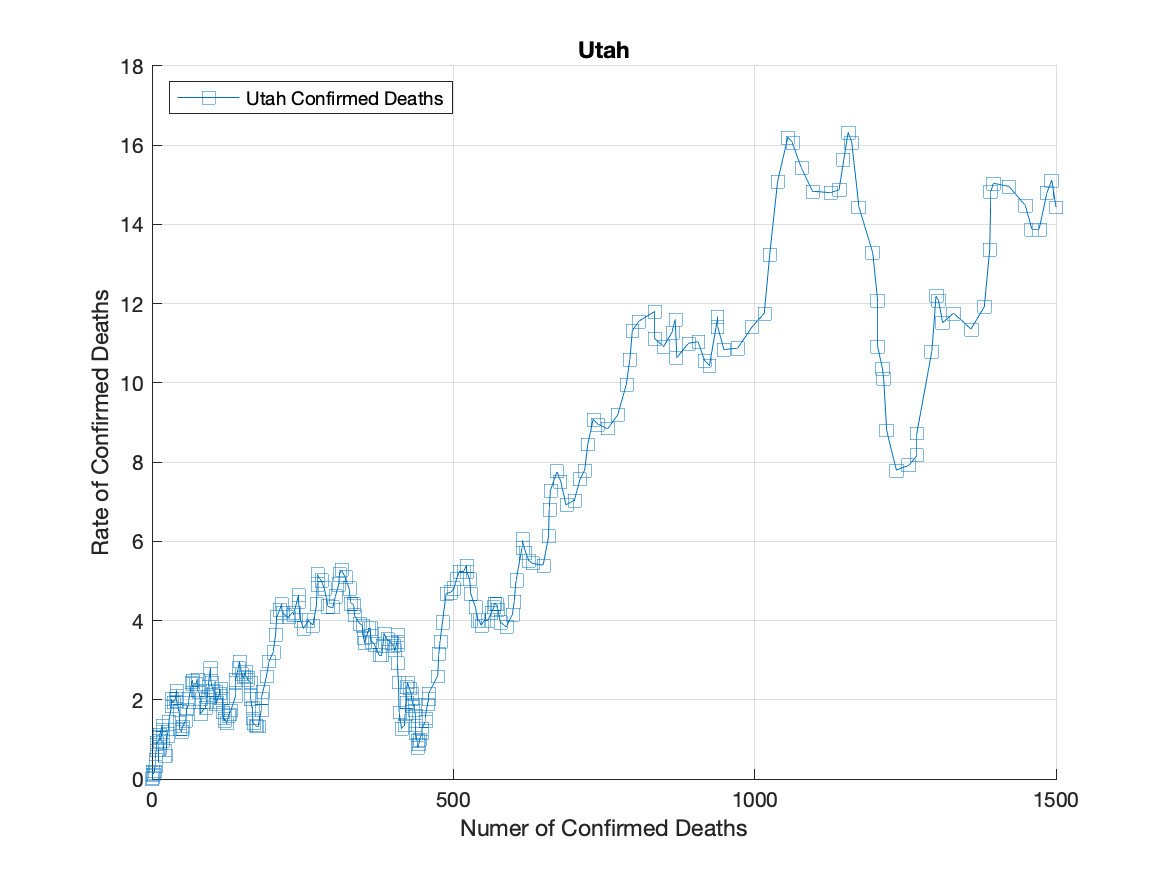 Utah
Utah Confirmed Deaths
18
16
14
12
10
8
6
4
2
0
Rate of Confirmed Deaths
0 500 1000 1500
Numer of Confirmed Deaths